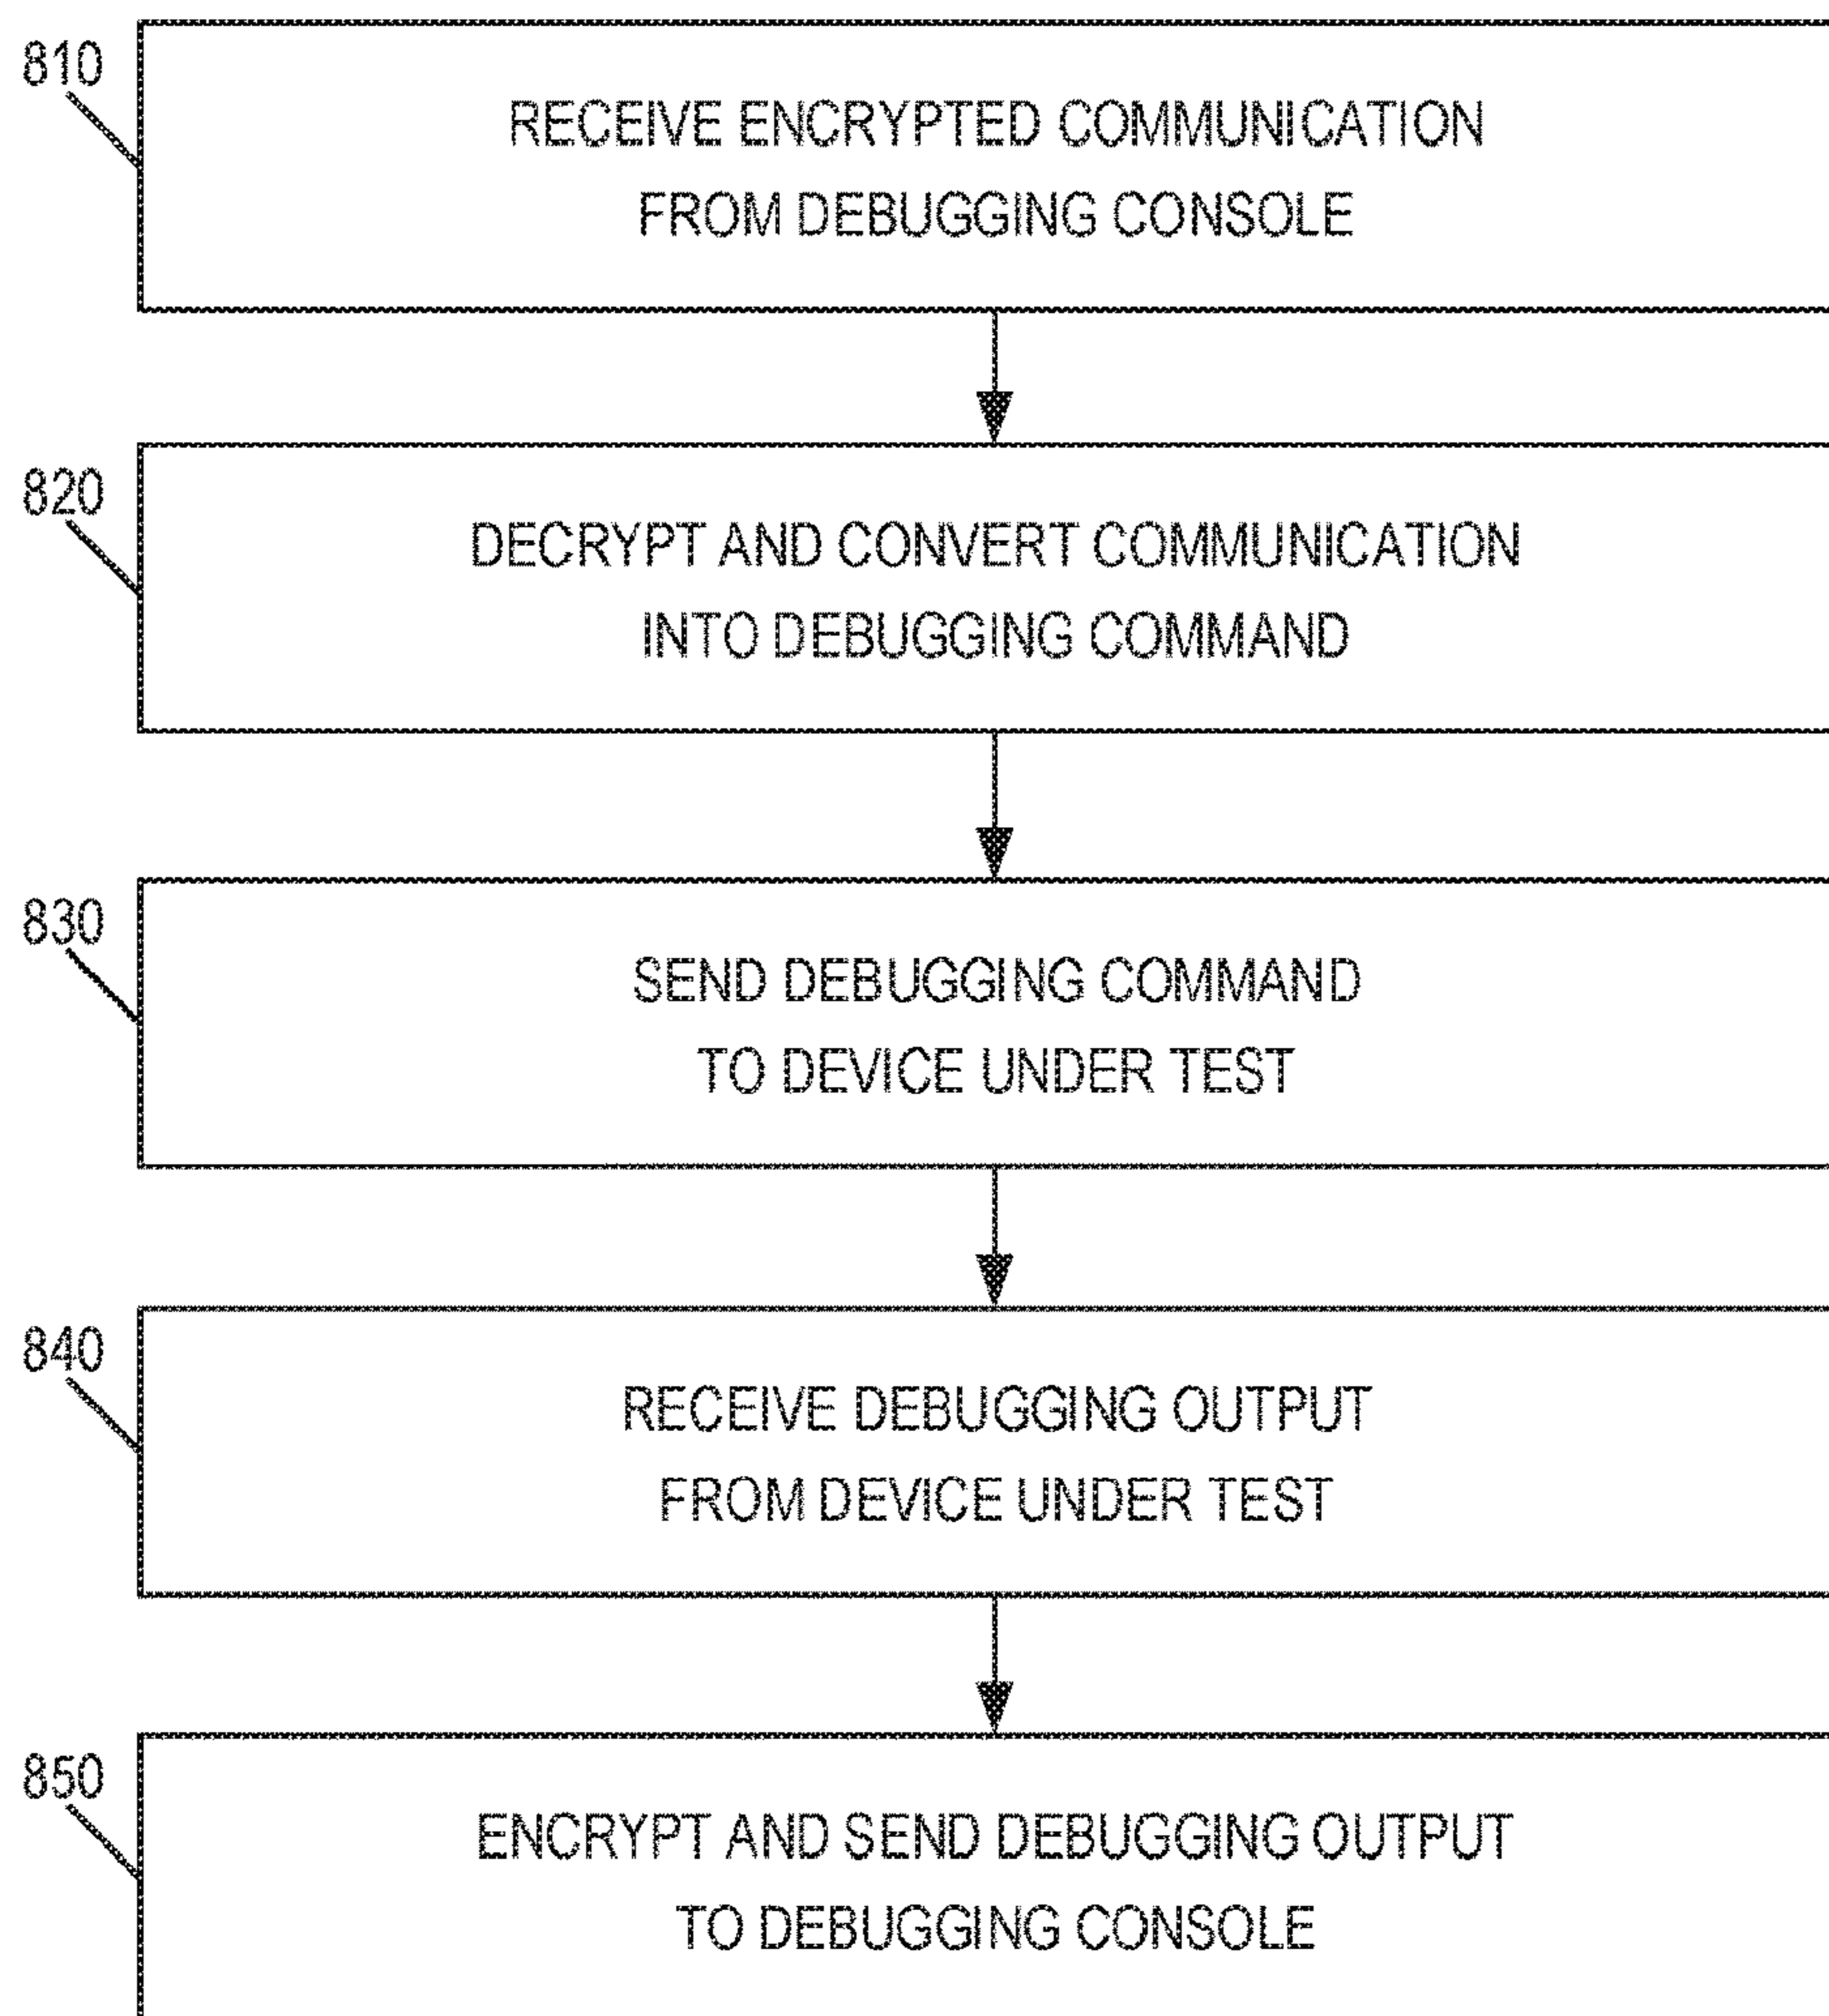 810
RECEIVE ENCRYPTED COMMUNICATION
FROM DEBUGGING CONSOLE
820
DECRYPT AND CONVERT COMMUNICATION
INTO DEBUGGING COMMAND
830
SEND DEBUGGING COMMAND
TO DEVICE UNDER TEST
840
RECEIVE DEBUGGING OUTPUT
FROM DEVICE UNDER TEST
850
ENCRYPT AND SEND DEBUGGING OUTPUT
TO DEBUGGING CONSOLE